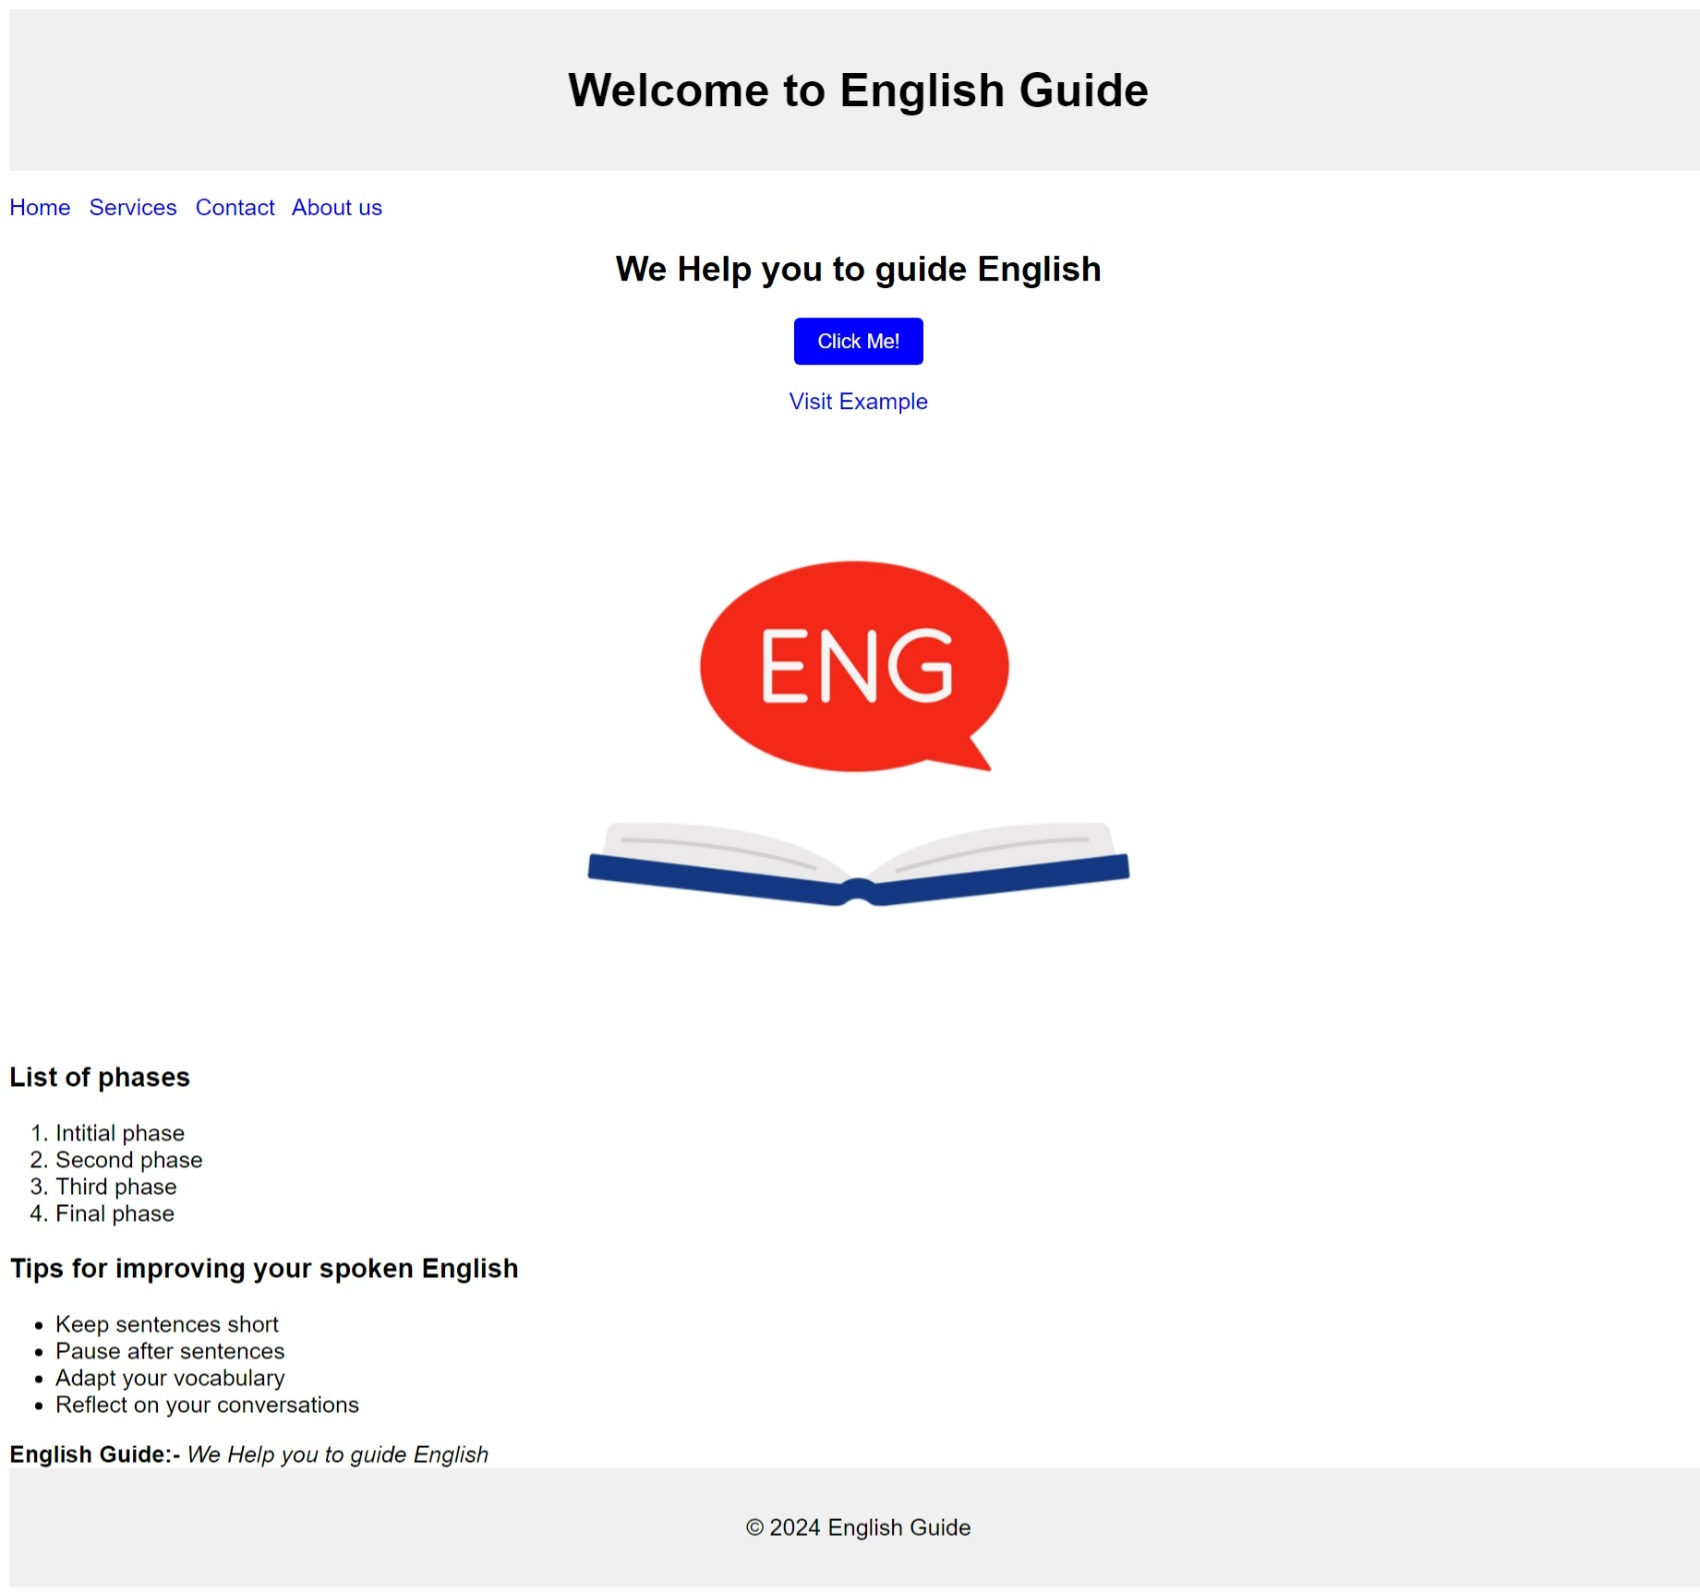 Welcome to English Guide
Home Services Contact About us
We Help you to guide English
Click Me!
Visit Example
ENG
List of phases
1. Intitial phase
2. Second phase
3. Third phase
4. Final phase
Tips for improving your spoken English
• Keep sentences short
• Pause after sentences
• Adapt your vocabulary
• Reflect on your conversations
English Guide:- We Help you to guide English
© 2024 English Guide